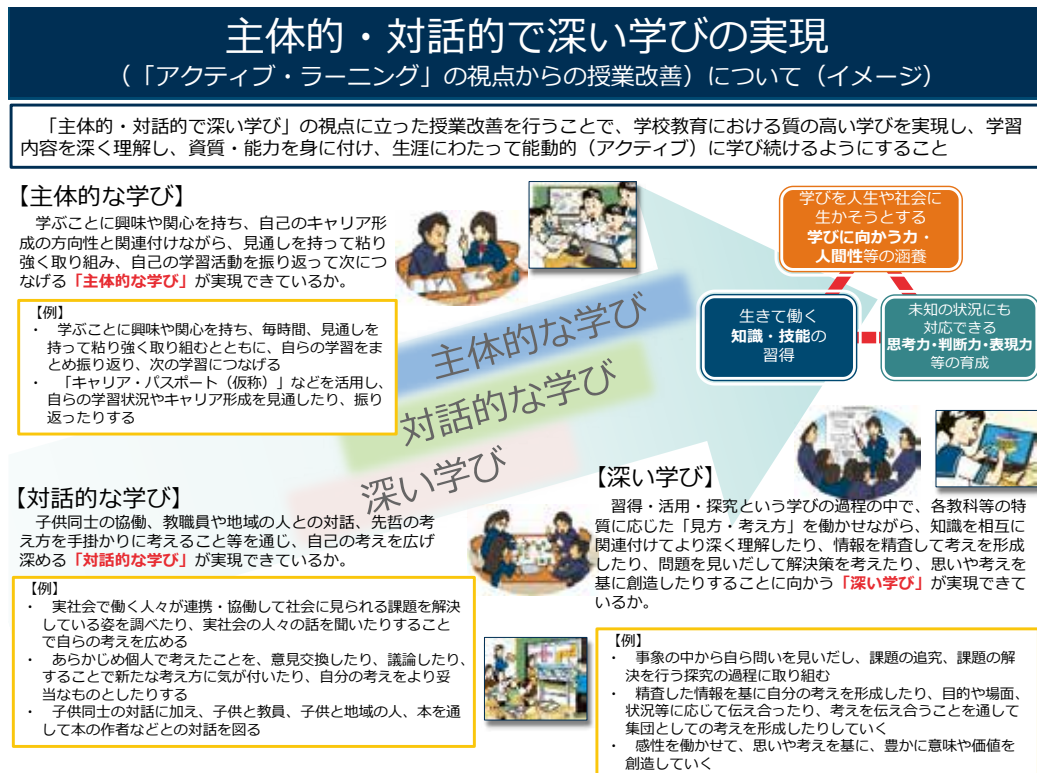 主体的・対話的で深い学びの実現
（「アクティブ・ラーニング」の視点からの授業改善）について（イメージ）
「主体的・対話的で深い学び」の視点に立った授業改善を行うことで、学校教育における質の高い学びを実現し、学習
内容を深く理解し、資質・能力を身に付け、生涯にわたって能動的（アクティブ）に学び続けるようにすること
【主体的な学び】
学ぶことに興味や関心を持ち、自己のキャリア形
成の方向性と関連付けながら、見通しを持って粘り
強く取り組み、自己の学習活動を振り返って次につ
なげる「主体的な学び」が実現できているか。
【例】
・ 学ぶことに興味や関心を持ち、毎時間、見通しを
持って粘り強く取り組むとともに、自らの学習をま
とめ振り返り、次の学習につなげる
・ 「キャリア・パスポート（仮称）」などを活用し、
自らの学習状況やキャリア形成を見通したり、振り
返ったりする
学びを人生や社会に
生かそうとする
学びに向かう力・
人間性等の涵養
生きて働く
知識・技能の
習得
未知の状況にも
対応できる
思考力・判断力・表現力
等の育成
主体的な学び
対話的な学び
深い学び
【対話的な学び】
子供同士の協働、教職員や地域の人との対話、先哲の考
え方を手掛かりに考えること等を通じ、自己の考えを広げ
深める「対話的な学び」が実現できているか。
【例】
・ 実社会で働く人々が連携・協働して社会に見られる課題を解決
している姿を調べたり、実社会の人々の話を聞いたりすること
で自らの考えを広める
・ あらかじめ個人で考えたことを、意見交換したり、議論したり、
することで新たな考え方に気が付いたり、自分の考えをより妥
当なものとしたりする
・ 子供同士の対話に加え、子供と教員、子供と地域の人、本を通
して本の作者などとの対話を図る
【深い学び】
習得・活用・探究という学びの過程の中で、各教科等の特
質に応じた「見方・考え方」を働かせながら、知識を相互に
関連付けてより深く理解したり、情報を精査して考えを形成
したり、問題を見いだして解決策を考えたり、思いや考えを
基に創造したりすることに向かう「深い学び」が実現できて
いるか。
【例】
・ 事象の中から自ら問いを見いだし、課題の追究、課題の解
決を行う探究の過程に取り組む
・ 精査した情報を基に自分の考えを形成したり、目的や場面、
状況等に応じて伝え合ったり、考えを伝え合うことを通して
集団としての考えを形成したりしていく
・ 感性を働かせて、思いや考えを基に、豊かに意味や価値を
創造していく